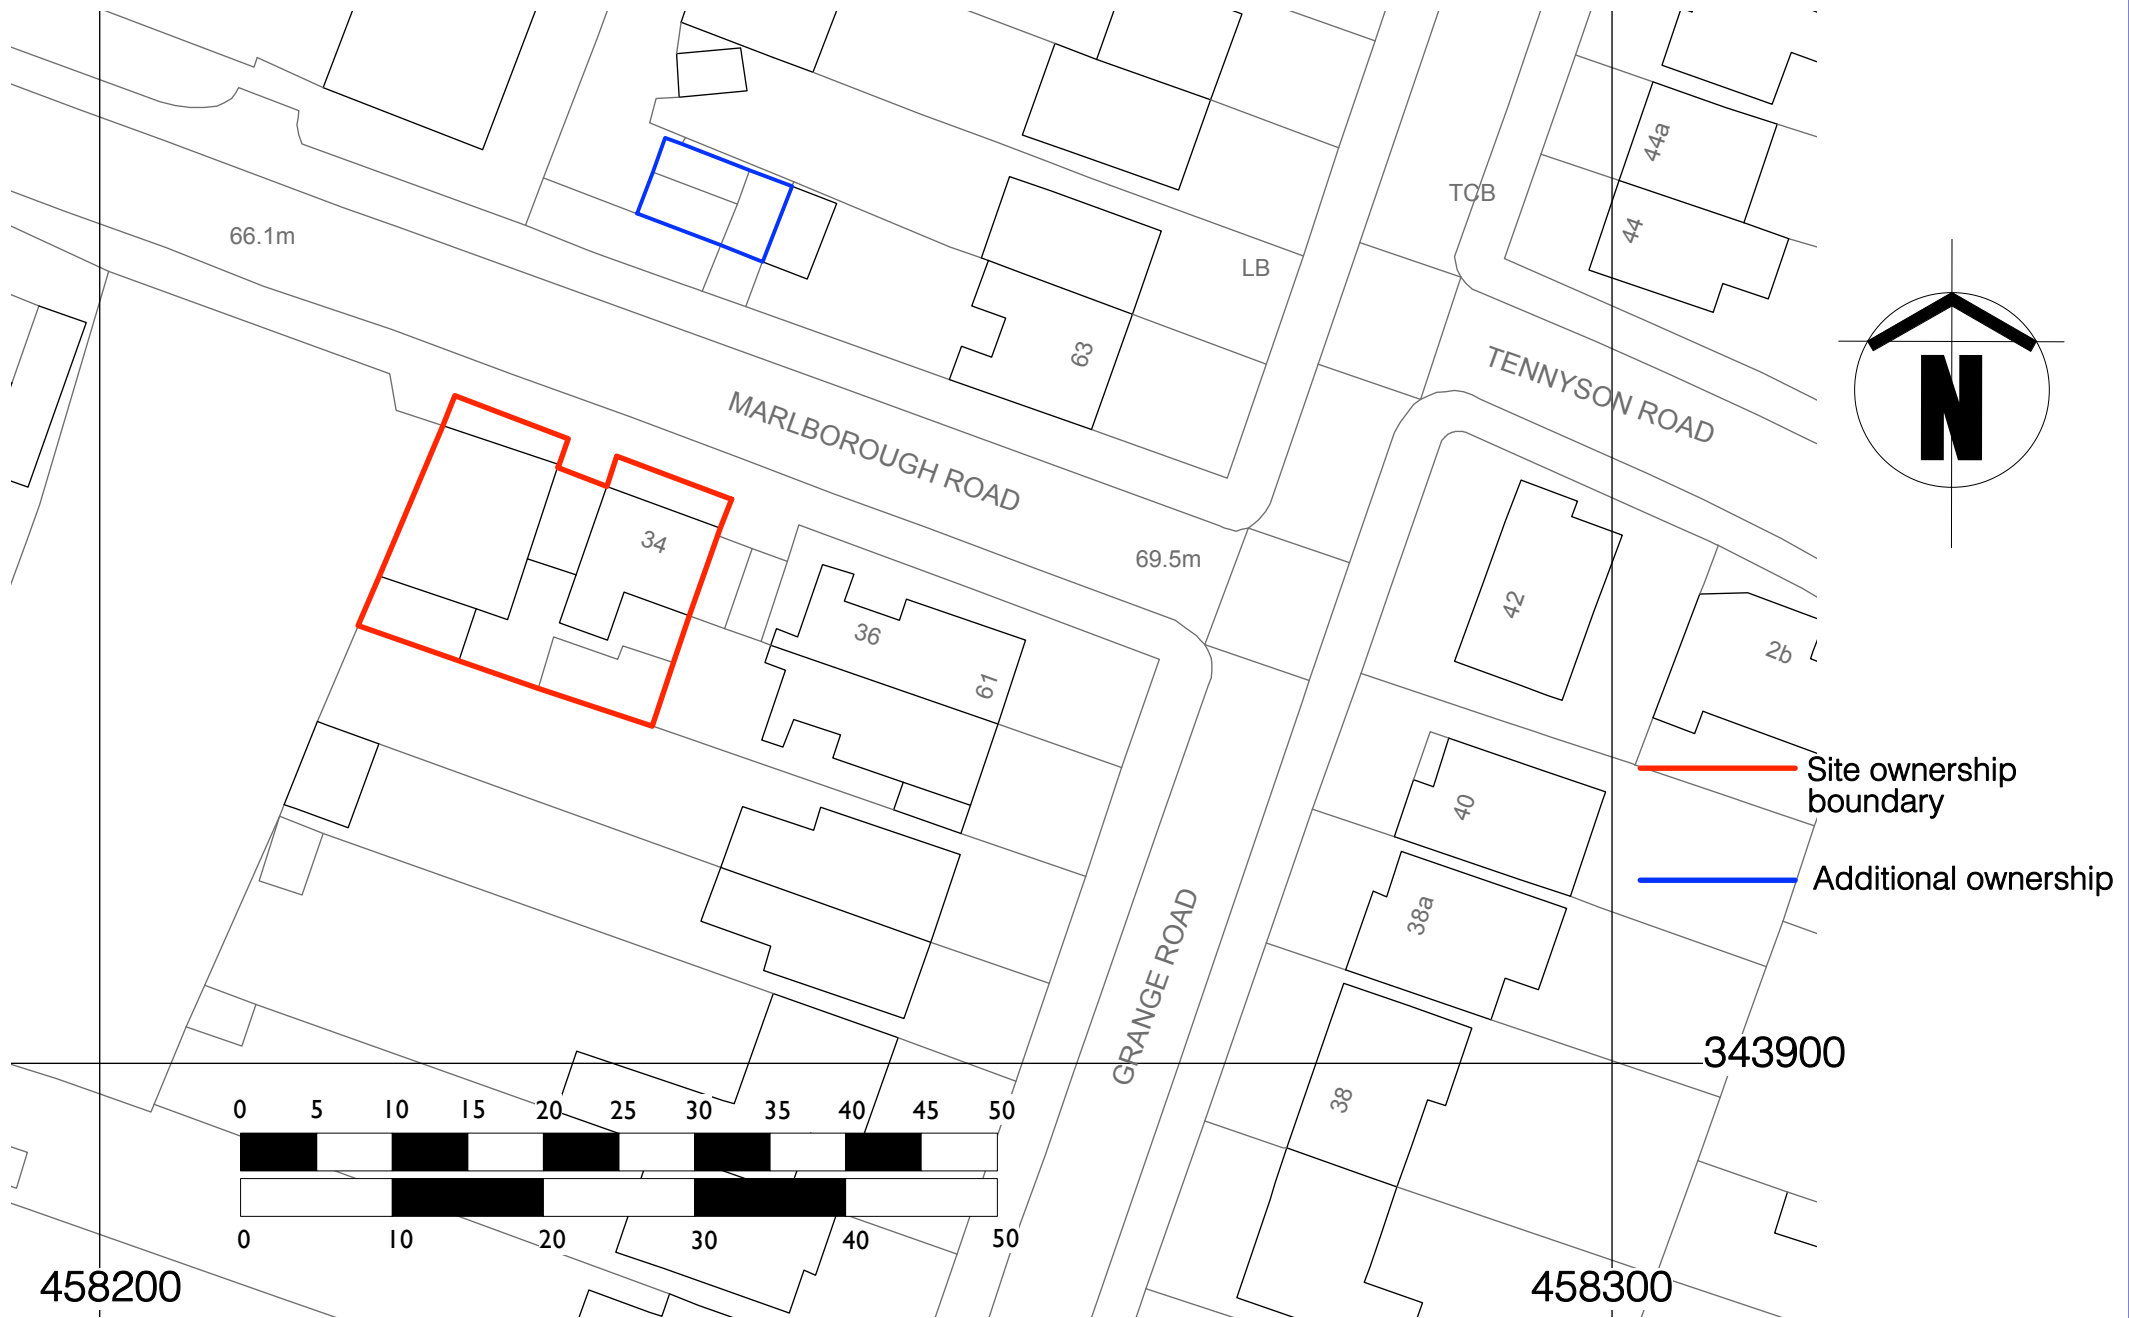 44a
TCB
44
66.1m
LB
63
TENNYSON ROAD
N
MARLBOROUGH ROAD
34
69.5m
42
36
2b
61
Site ownership
boundary
40
Additional ownership
38a
GRANGE ROAD
343900
38
0 5 10 15 20 25 30 35 40 45 50
0 10 20 30 40 50
458200
458300